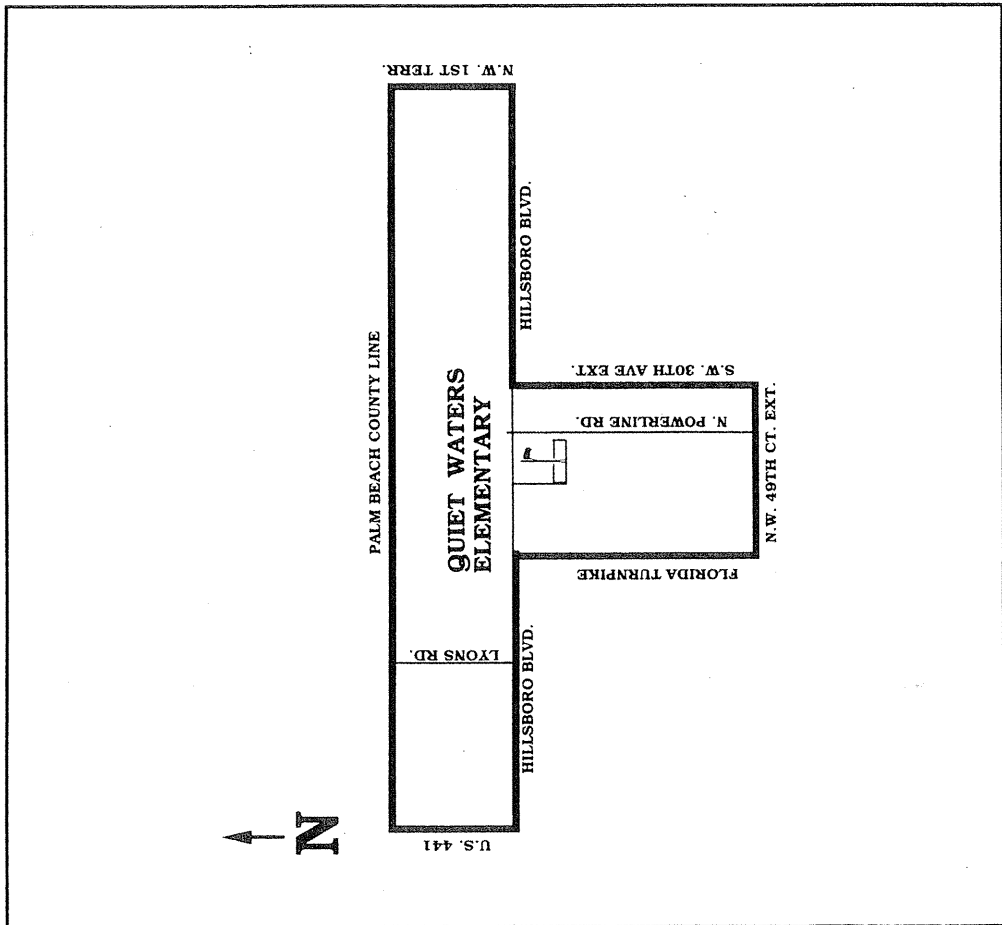 N.W. 1ST TERR.
PALM BEACH COUNTY LINE
HILLSBORO BLVD.
QUIET WATERS
ELEMENTARY
S.W. 30TH AVE EXT.
N. POWERLINE RD.
N.W. 49TH CT. EXT.
FLORIDA TURNPIKE
LYONS RD.
HILLSBORO BLVD.
U.S. 441
N